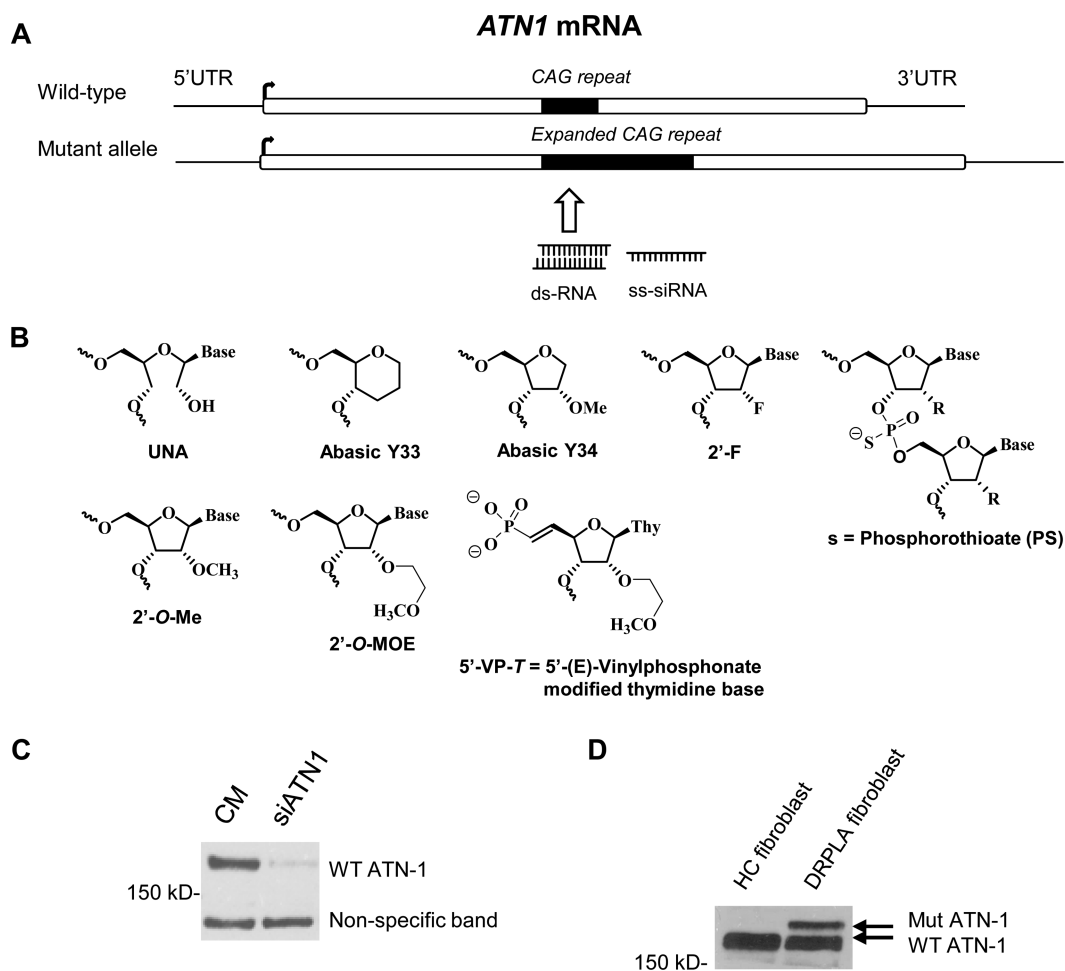 A
ATN1 mRNA
5’UTR
CAG repeat
3’UTR
Wild-type
Expanded CAG repeat
Mutant allele
ds-RNA
ss-siRNA
B
O
O
Base
O
OH
UNA
O
O
O
Abasic Y33
O
O
O
OMe
Abasic Y34
O
O
Base
O
F
2’-F
O
O
Base
O
R
⊖
S
P
O
O
O
Base
O
R
s = Phosphorothioate (PS)
O
O
Base
O
OCH3
2’-O-Me
O
O
Base
O
O
H3CO
2’-O-MOE
⊖
O
O
P
O
⊖
O
Thy
O
O
H3CO
5’-VP-T = 5’-(E)-Vinylphosphonate
modified thymidine base
C
CM
siATN1
WT ATN-1
150 kD-
Non-specific band
D
HC fibroblast
DRPLA fibroblast
Mut ATN-1
WT ATN-1
150 kD-